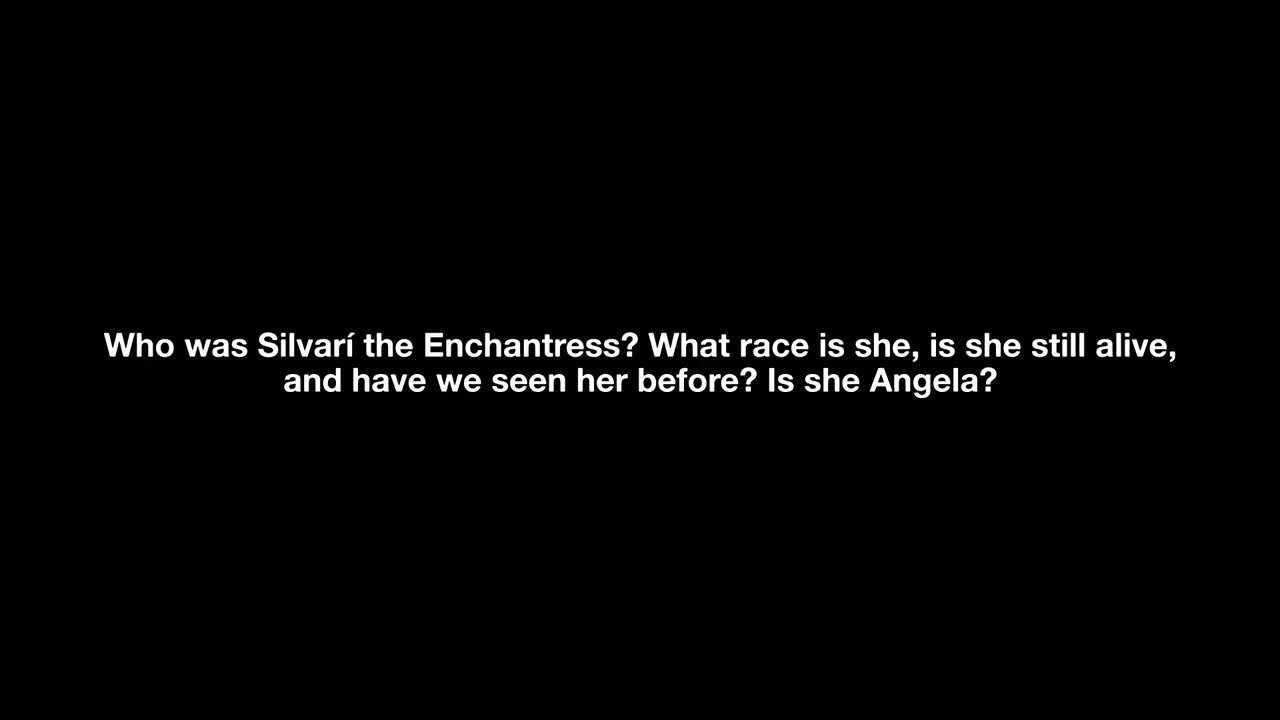 Who was Silvarí the Enchantress? What race is she, is she still alive,
and have we seen her before? Is she Angela?